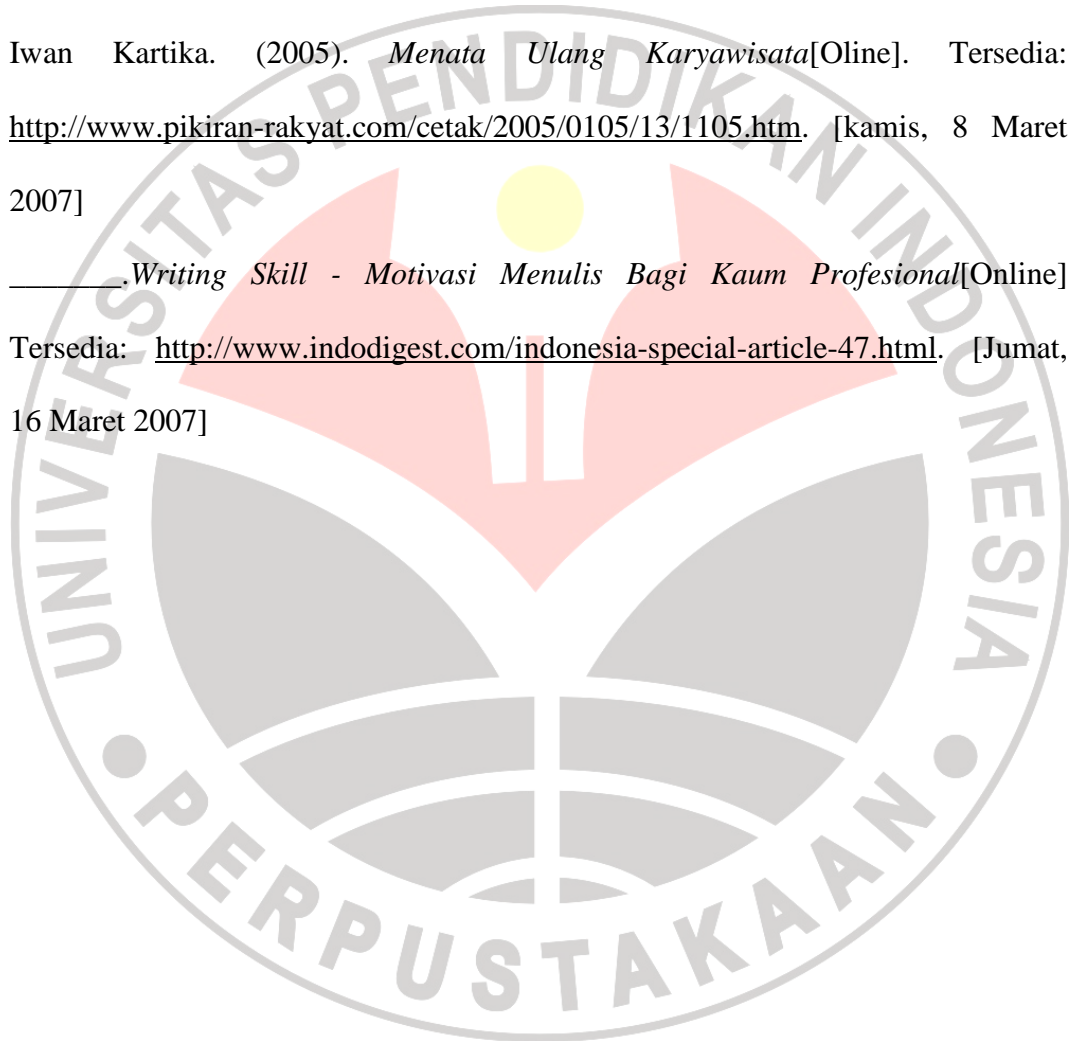 Iwan Kartika. (2005). Menata Ulang Karyawisata[Oline]. Tersedia:
http://www.pikiran-rakyat.com/cetak/2005/0105/13/1105.htm. [kamis, 8 Maret
2007]
_______.Writing Skill - Motivasi Menulis Bagi Kaum Profesional[Online]
Tersedia: http://www.indodigest.com/indonesia-special-article-47.html. [Jumat,
16 Maret 2007]
UNIVERSITAS PENDIDIKAN INDONESIA
PERPUSTAKAAN